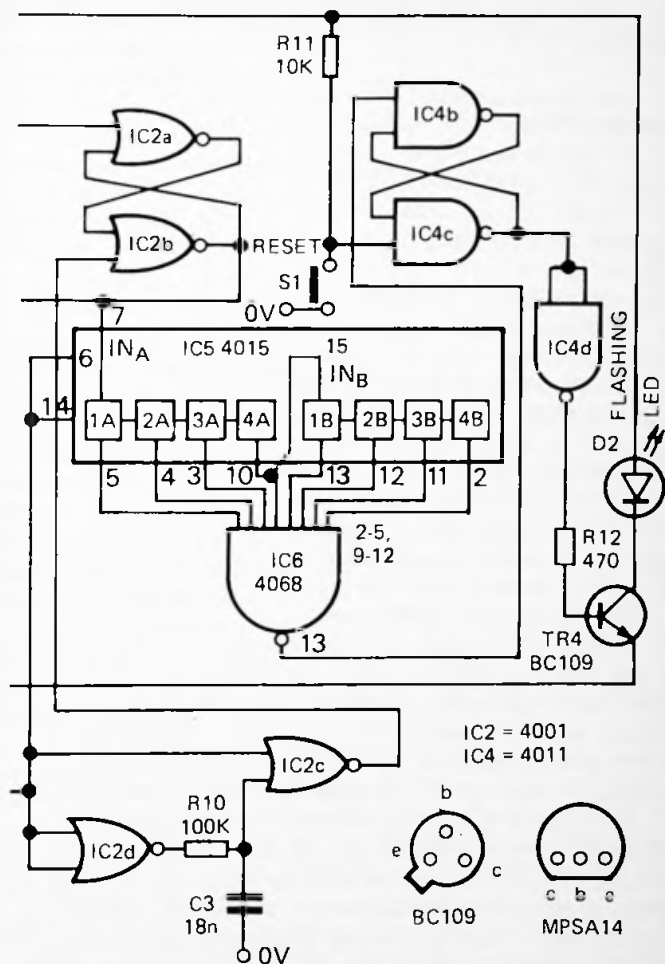 R11
10K
IC2a
IC4b
IC2b
RESET
IC4c
S1
0V
7
6
IN_A
IC5 4015
15
IN_B
14
IC4d
FLASHING
LED
1A 2A 3A 4A 1B 2B 3B 4B
D2
5 4 3 10 13 12 11 2
2-5,
9-12
IC6
4068
R12
470
13
TR4
BC109
IC2 = 4001
IC4 = 4011
IC2c
R10
100K
IC2d
b
e
c
C3
18n
0V
BC109
c b e
MPSA14